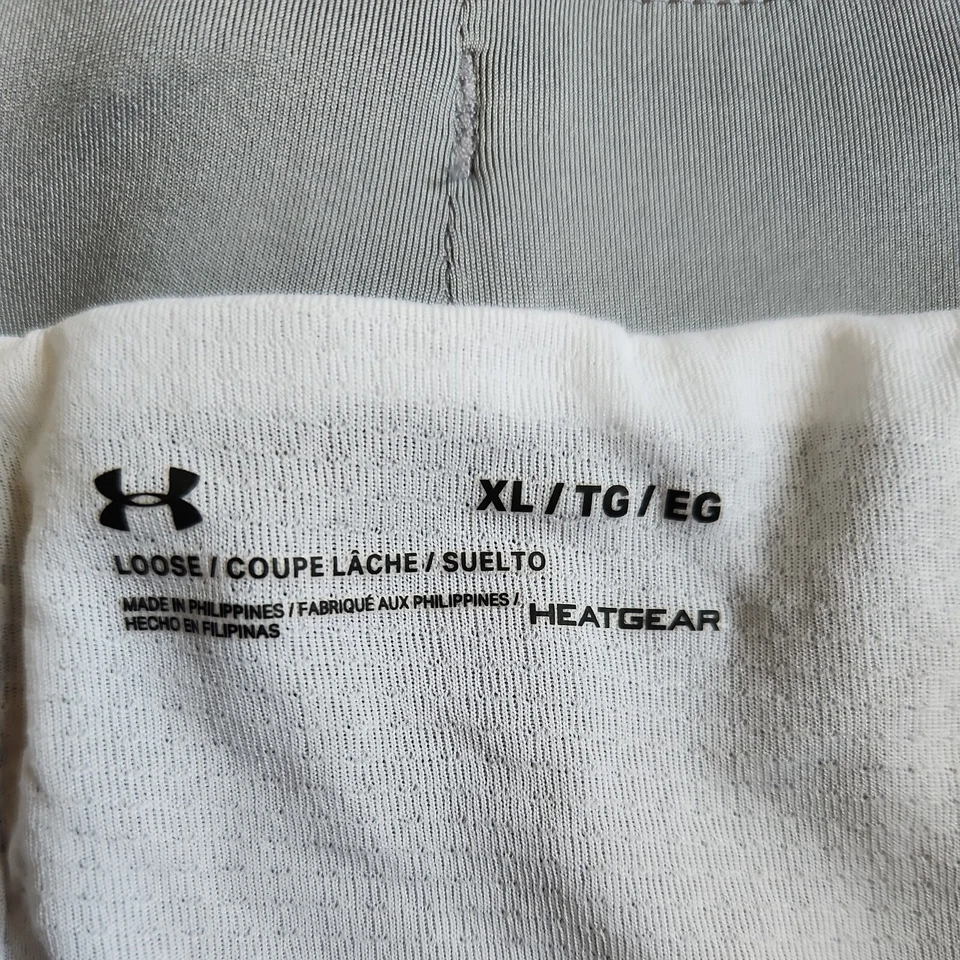 XL / TG / EG
LOOSE / COUPE LÂCHE / SUELTO
MADE IN PHILIPPINES / FABRIQUÉ AUX PHILIPPINES /
HECHO EN FILIPINAS
HEATGEAR